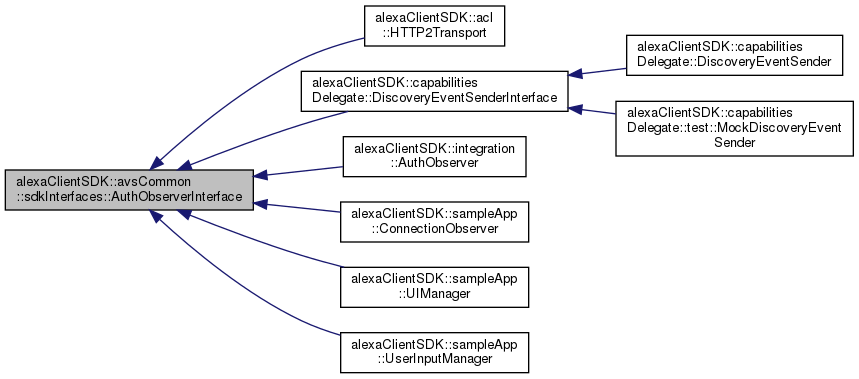 alexaClientSDK::acl
::HTTP2Transport
alexaClientSDK::capabilities
Delegate::DiscoveryEventSender
alexaClientSDK::capabilities
Delegate::DiscoveryEventSenderInterface
alexaClientSDK::capabilities
Delegate::test::MockDiscoveryEvent
Sender
alexaClientSDK::integration
::AuthObserver
alexaClientSDK::avsCommon
::sdkInterfaces::AuthObserverInterface
alexaClientSDK::sampleApp
::ConnectionObserver
alexaClientSDK::sampleApp
::UIManager
alexaClientSDK::sampleApp
::UserInputManager